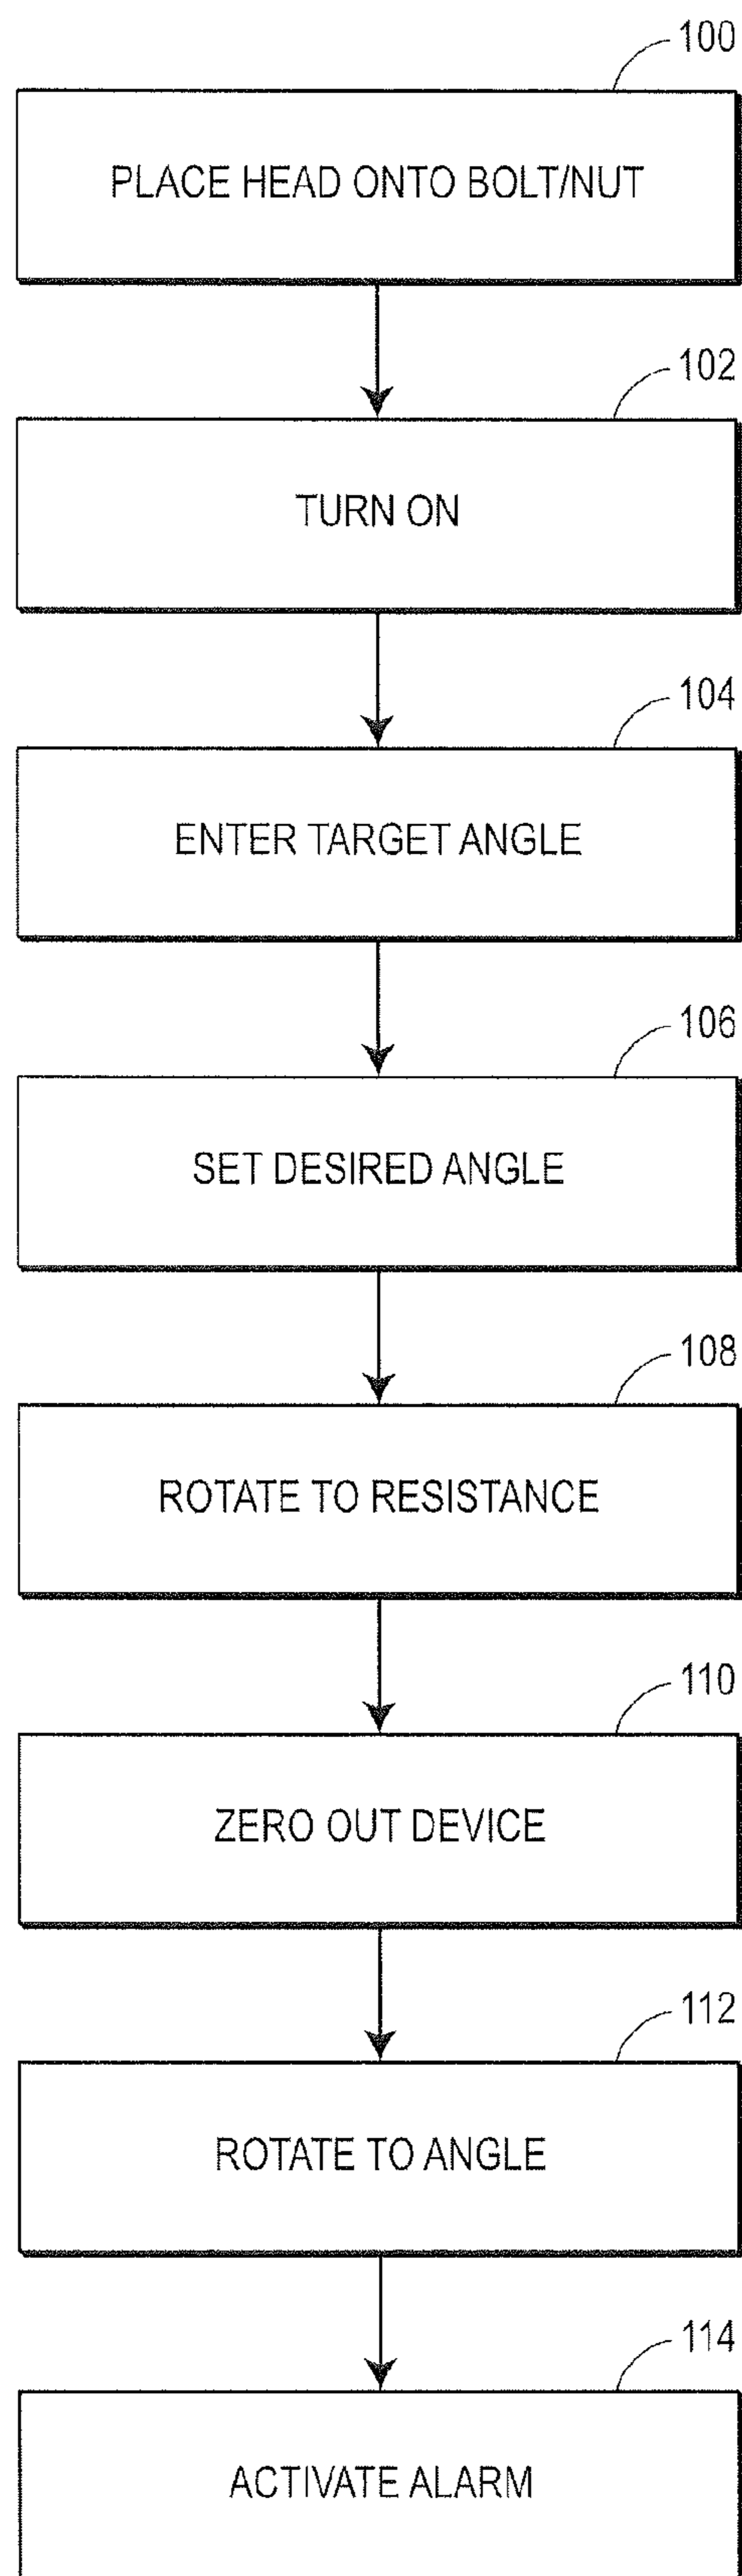 100
PLACE HEAD ONTO BOLT/NUT
102
TURN ON
104
ENTER TARGET ANGLE
106
SET DESIRED ANGLE
108
ROTATE TO RESISTANCE
110
ZERO OUT DEVICE
112
ROTATE TO ANGLE
114
ACTIVATE ALARM